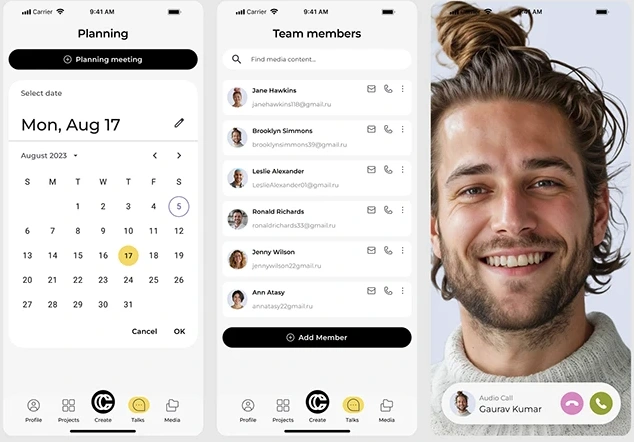 Carrier 9:41 AM
Planning
Planning meeting
Select date
Mon, Aug 17
August 2023
S M T W T F S
1 2 3 4 5
6 7 8 9 10 11 12
13 14 15 16 17 18 19
20 21 22 23 24 25 26
27 28 29 30 31
Cancel OK
Profile Projects Create Talks Media
Carrier 9:41 AM
Team members
Find media content...
Jane Hawkins
janehawkins118@gmail.ru
Brooklyn Simmons
brooklynsimmons39@gmail.ru
Leslie Alexander
LeslieAlexander01@gmail.ru
Ronald Richards
ronaldrichards33@gmail.ru
Jenny Wilson
jennywilson22gmail.ru
Ann Atasy
annatasy22gmail.ru
Add Member
Profile Projects Create Talks Media
Carrier 9:41 AM
Audio Call
Gaurav Kumar